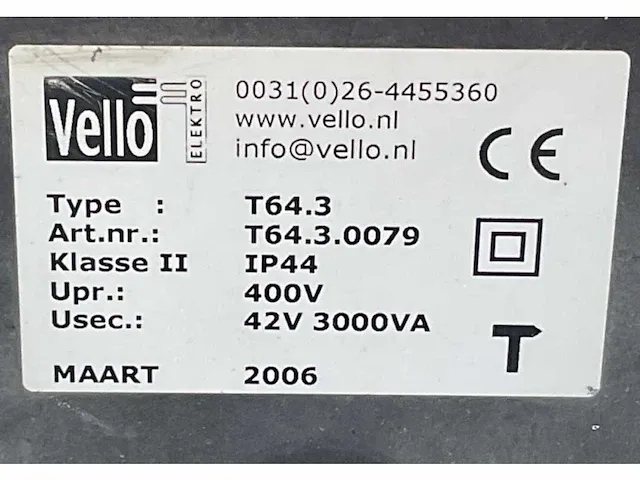 Vello ELEKTRO
0031(0)26-4455360
www.vello.nl
info@vello.nl
CE
Type : T64.3
Art.nr.: T64.3.0079
Klasse II IP44
Upr.: 400V
Usec.: 42V 3000VA
T
MAART 2006